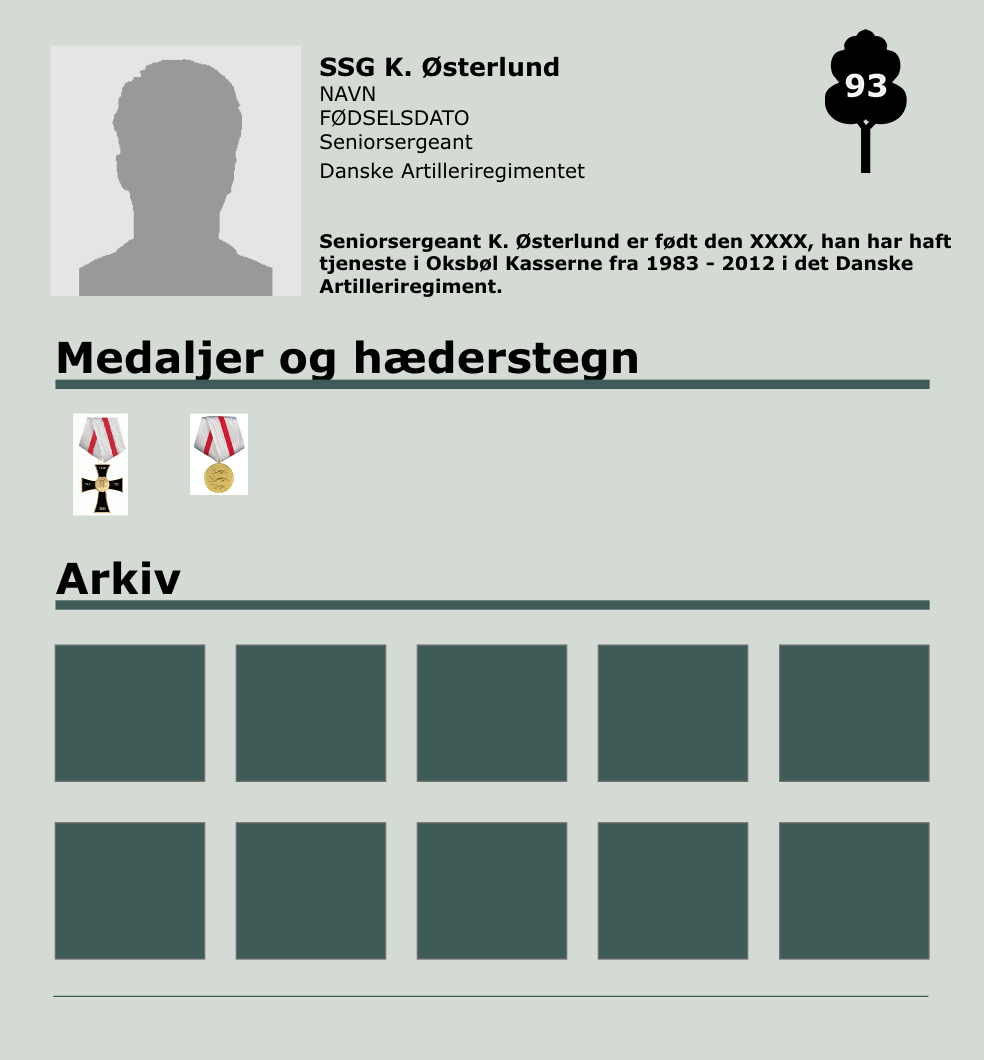 SSG K. Østerlund
NAVN
FØDSELSDATO
Seniorsergeant
Danske Artilleriregimentet
93
Seniorsergeant K. Østerlund er født den XXXX, han har haft
tjeneste i Oksbøl Kasserne fra 1983 - 2012 i det Danske
Artilleriregiment.
Medaljer og hæderstegn
Arkiv